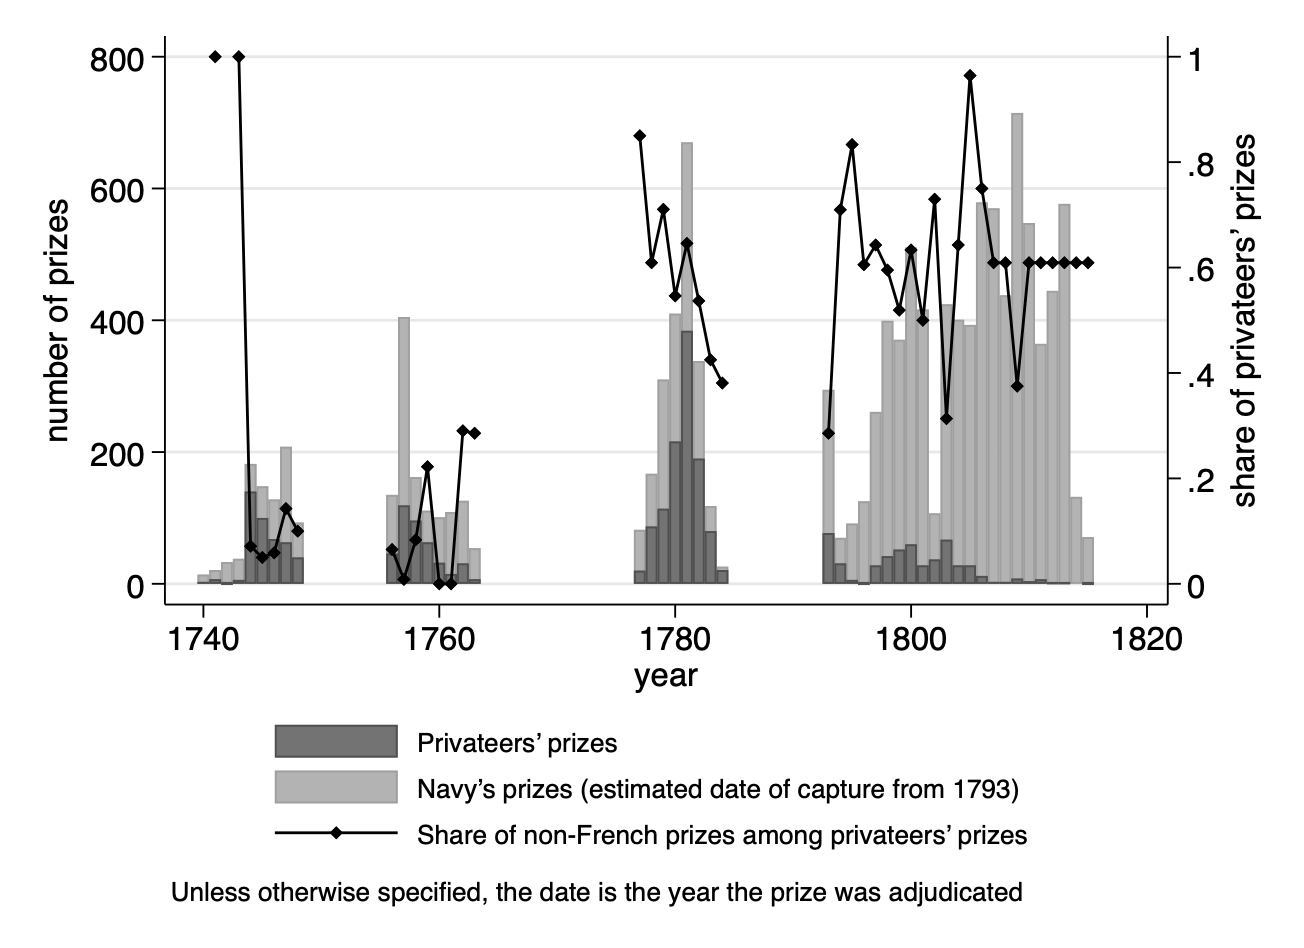 800
600
400
200
0
number of prizes
1
.8
.6
.4
.2
0
share of privateers’ prizes
1740 1760 1780 1800 1820
year
Privateers’ prizes
Navy’s prizes (estimated date of capture from 1793)
Share of non-French prizes among privateers’ prizes
Unless otherwise specified, the date is the year the prize was adjudicated